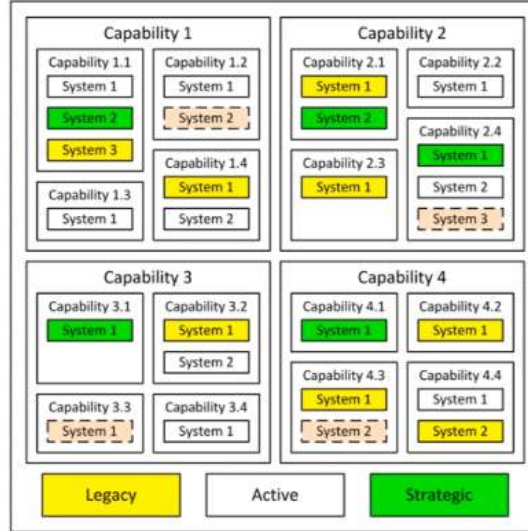 Capability 1
Capability 1.1
System 1
System 2
System 3
Capability 1.2
System 1
System 2
Capability 1.3
System 1
Capability 1.4
System 1
System 2
Capability 2
Capability 2.1
System 1
System 2
Capability 2.2
System 1
Capability 2.3
System 1
Capability 2.4
System 1
System 2
System 3
Capability 3
Capability 3.1
System 1
Capability 3.2
System 1
System 2
Capability 3.3
System 1
Capability 3.4
System 1
Capability 4
Capability 4.1
System 1
Capability 4.2
System 1
Capability 4.3
System 1
System 2
Capability 4.4
System 1
System 2
Legacy
Active
Strategic